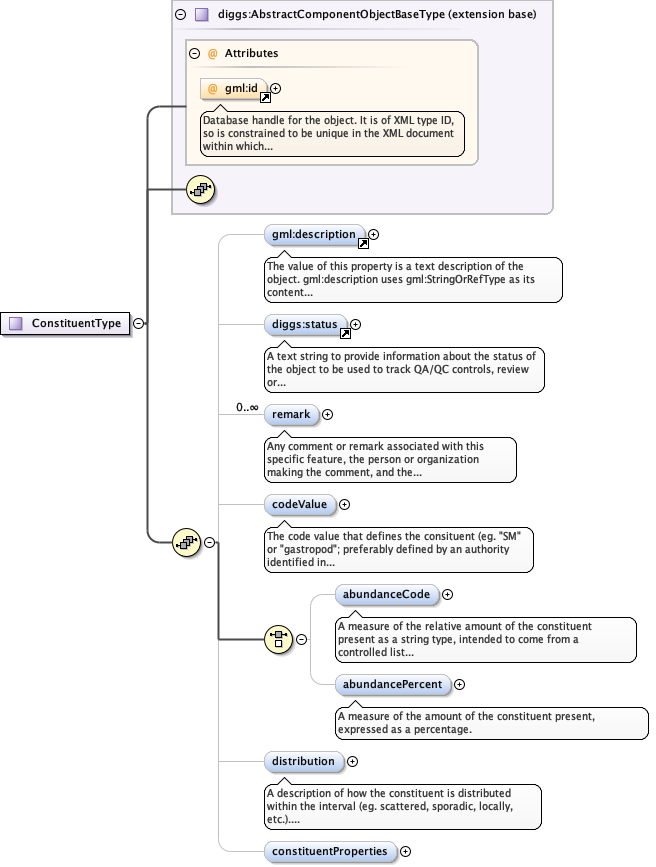 diggs:AbstractComponentObjectBaseType (extension base)
@ Attributes
@ gml:id
Database handle for the object. It is of XML type ID,
so is constrained to be unique in the XML document
within which...
ConstituentType
gml:description
The value of this property is a text description of the
object. gml:description uses gml:StringOrRefType as its
content...
diggs:status
A text string to provide information about the status of
the object to be used to track QA/QC controls, review
or...
0..∞
remark
Any comment or remark associated with this
specific feature, the person or organization
making the comment, and the...
codeValue
The code value that defines the consituent (eg. "SM"
or "gastropod"; preferably defined by an authority
identified in...
abundanceCode
A measure of the relative amount of the constituent
present as a string type, intended to come from a
controlled list...
abundancePercent
A measure of the amount of the constituent present,
expressed as a percentage.
distribution
A description of how the constituent is distributed
within the interval (eg. scattered, sporadic, locally,
etc.)....
constituentProperties